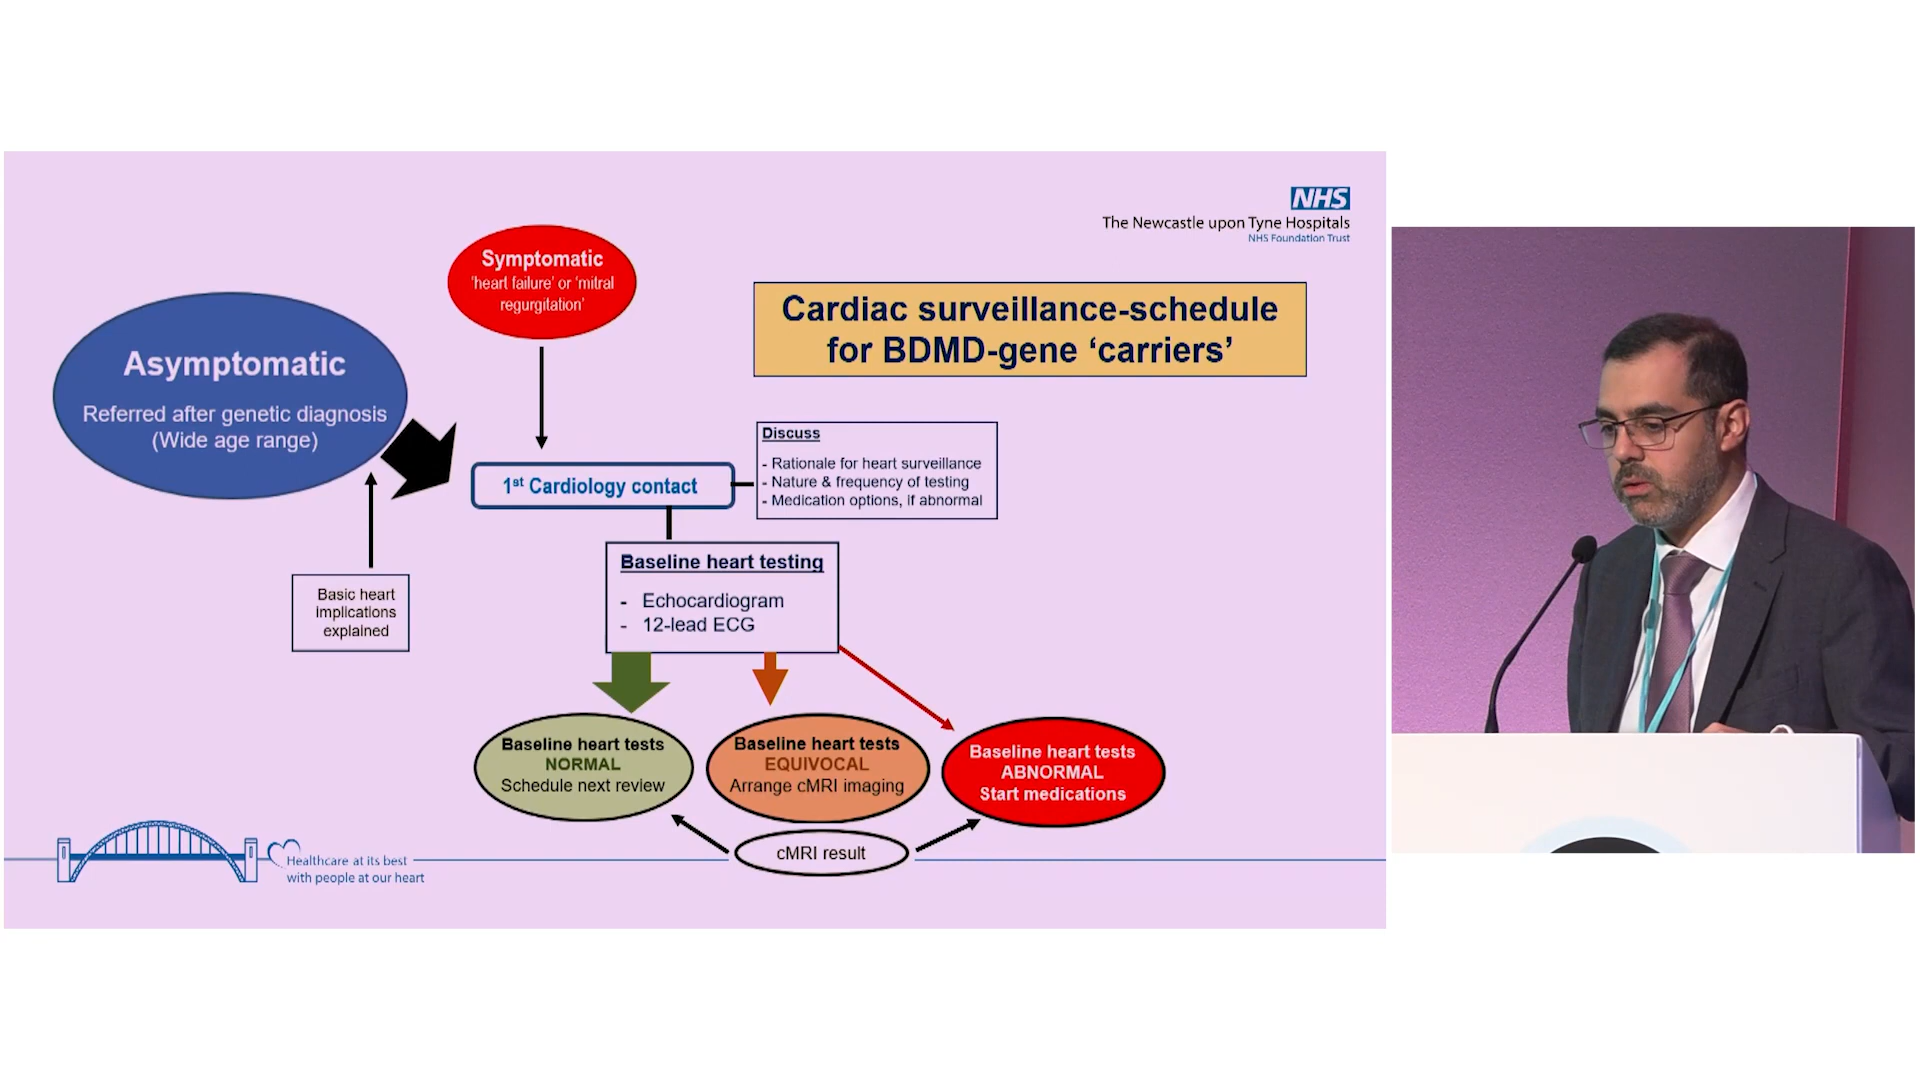 NHS
The Newcastle upon Tyne Hospitals
NHS Foundation Trust
Cardiac surveillance-schedule
for BDMD-gene ‘carriers’
Symptomatic
‘heart failure’ or ‘mitral
regurgitation’
Asymptomatic
Referred after genetic diagnosis
(Wide age range)
Basic heart
implications
explained
1st Cardiology contact
Discuss
- Rationale for heart surveillance
- Nature & frequency of testing
- Medication options, if abnormal
Baseline heart testing
- Echocardiogram
- 12-lead ECG
Baseline heart tests
NORMAL
Schedule next review
Baseline heart tests
EQUIVOCAL
Arrange cMRI imaging
Baseline heart tests
ABNORMAL
Start medications
cMRI result
Healthcare at its best
with people at our heart